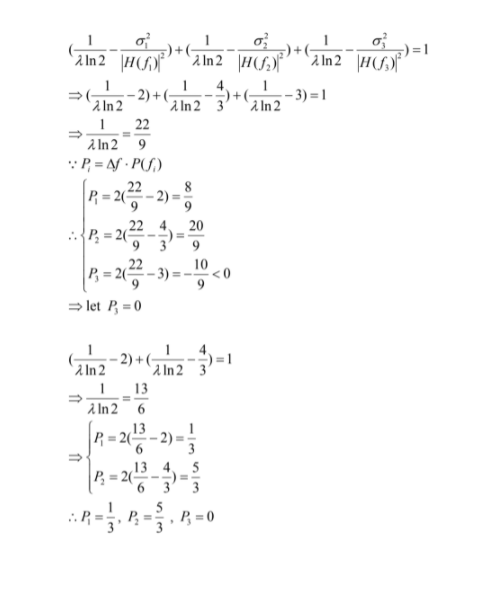 (1/(λ ln 2) − σ₁²/|H(f₁)|²) + (1/(λ ln 2) − σ₂²/|H(f₂)|²) + (1/(λ ln 2) − σ₃²/|H(f₃)|²) = 1
⇒ (1/(λ ln 2) − 2) + (1/(λ ln 2) − 4/3) + (1/(λ ln 2) − 3) = 1
⇒ 1/(λ ln 2) = 22/9
∵ Pᵢ = Δf · P(fᵢ)
∴ { P₁ = 2(22/9 − 2) = 8/9
P₂ = 2(22/9 − 4/3) = 20/9
P₃ = 2(22/9 − 3) = −10/9 < 0
⇒ let P₃ = 0
(1/(λ ln 2) − 2) + (1/(λ ln 2) − 4/3) = 1
⇒ 1/(λ ln 2) = 13/6
⇒ { P₁ = 2(13/6 − 2) = 1/3
P₂ = 2(13/6 − 4/3) = 5/3
∴ P₁ = 1/3, P₂ = 5/3, P₃ = 0